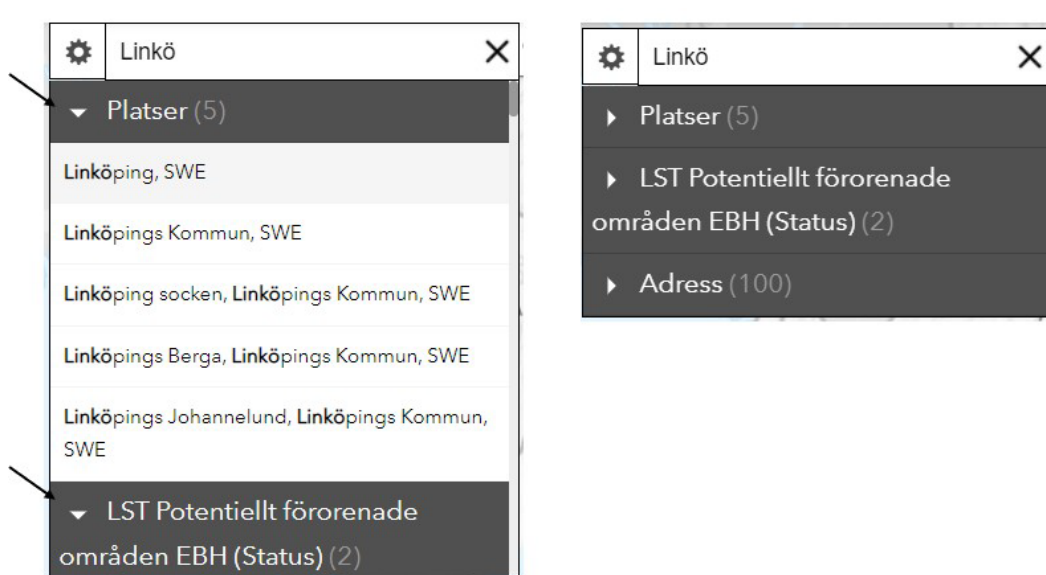 Linkö
Platser (5)
Linköping, SWE
Linköpings Kommun, SWE
Linköping socken, Linköpings Kommun, SWE
Linköpings Berga, Linköpings Kommun, SWE
Linköpings Johannelund, Linköpings Kommun,
SWE
LST Potentiellt förorenade
områden EBH (Status) (2)
Linkö
Platser (5)
LST Potentiellt förorenade
områden EBH (Status) (2)
Adress (100)